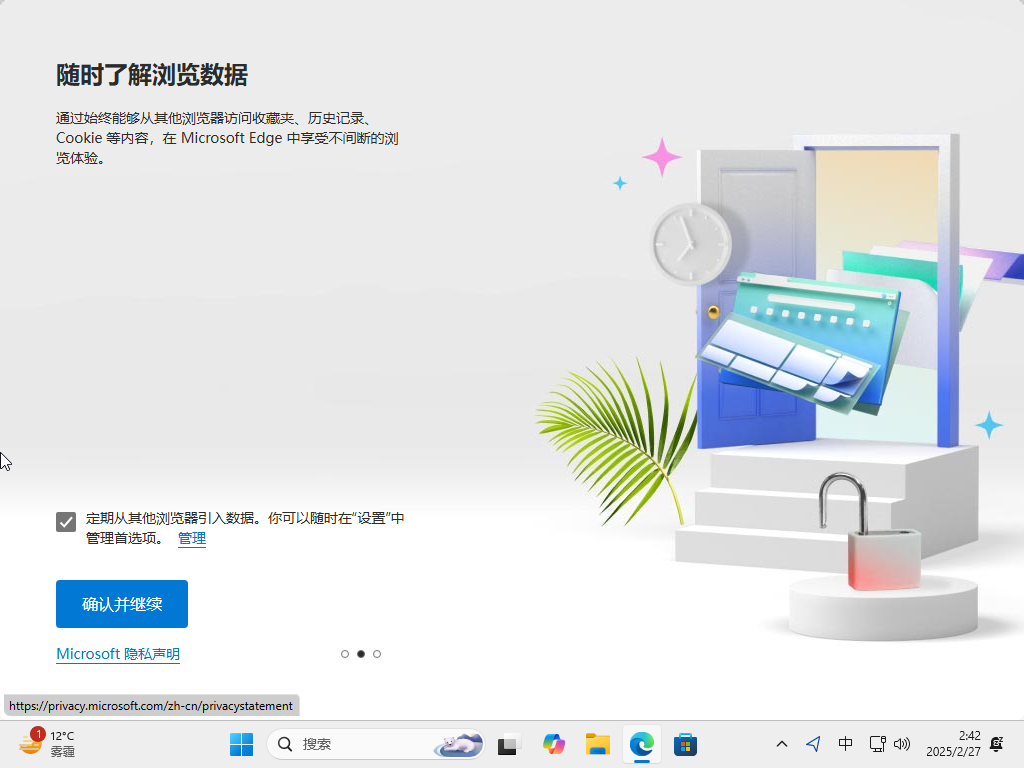 随时了解浏览数据
通过始终能够从其他浏览器访问收藏夹、历史记录、
Cookie 等内容，在 Microsoft Edge 中享受不间断的浏
览体验。
定期从其他浏览器引入数据。你可以随时在“设置”中
管理首选项。 管理
确认并继续
Microsoft 隐私声明
https://privacy.microsoft.com/zh-cn/privacystatement
1
12°C
雾霾
搜索
中
2:42
2025/2/27